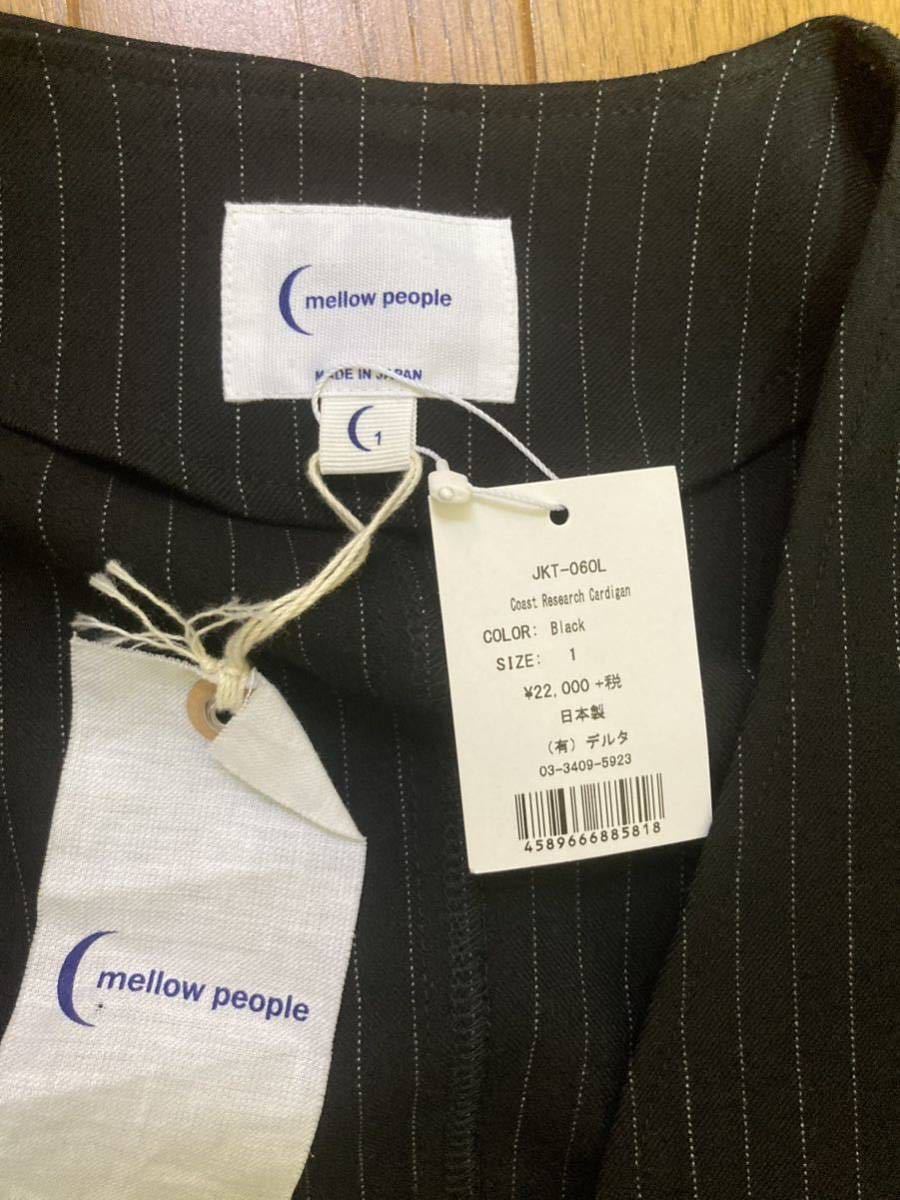 mellow people
MADE IN JAPAN
1
JKT-060L
Coast Research Cardigan
COLOR: Black
SIZE: 1
¥22,000+税
日本製
(有) デルタ
03-3409-5923
4589666885818
mellow people